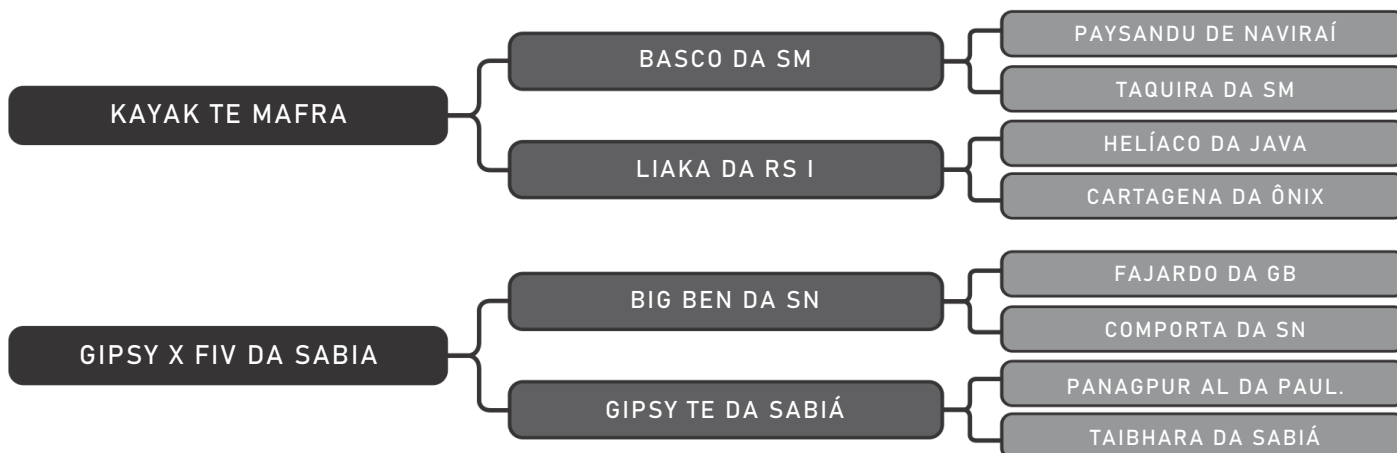 PAYSANDU DE NAVIRAÍ
BASCO DA SM
TAQUIRA DA SM
KAYAK TE MAFRA
HELÍACO DA JAVA
LIAKA DA RS I
CARTAGENA DA ÔNIX
FAJARDO DA GB
BIG BEN DA SN
COMPORTA DA SN
GIPSY X FIV DA SABIA
PANAGPUR AL DA PAUL.
GIPSY TE DA SABIÁ
TAIBHARA DA SABIÁ